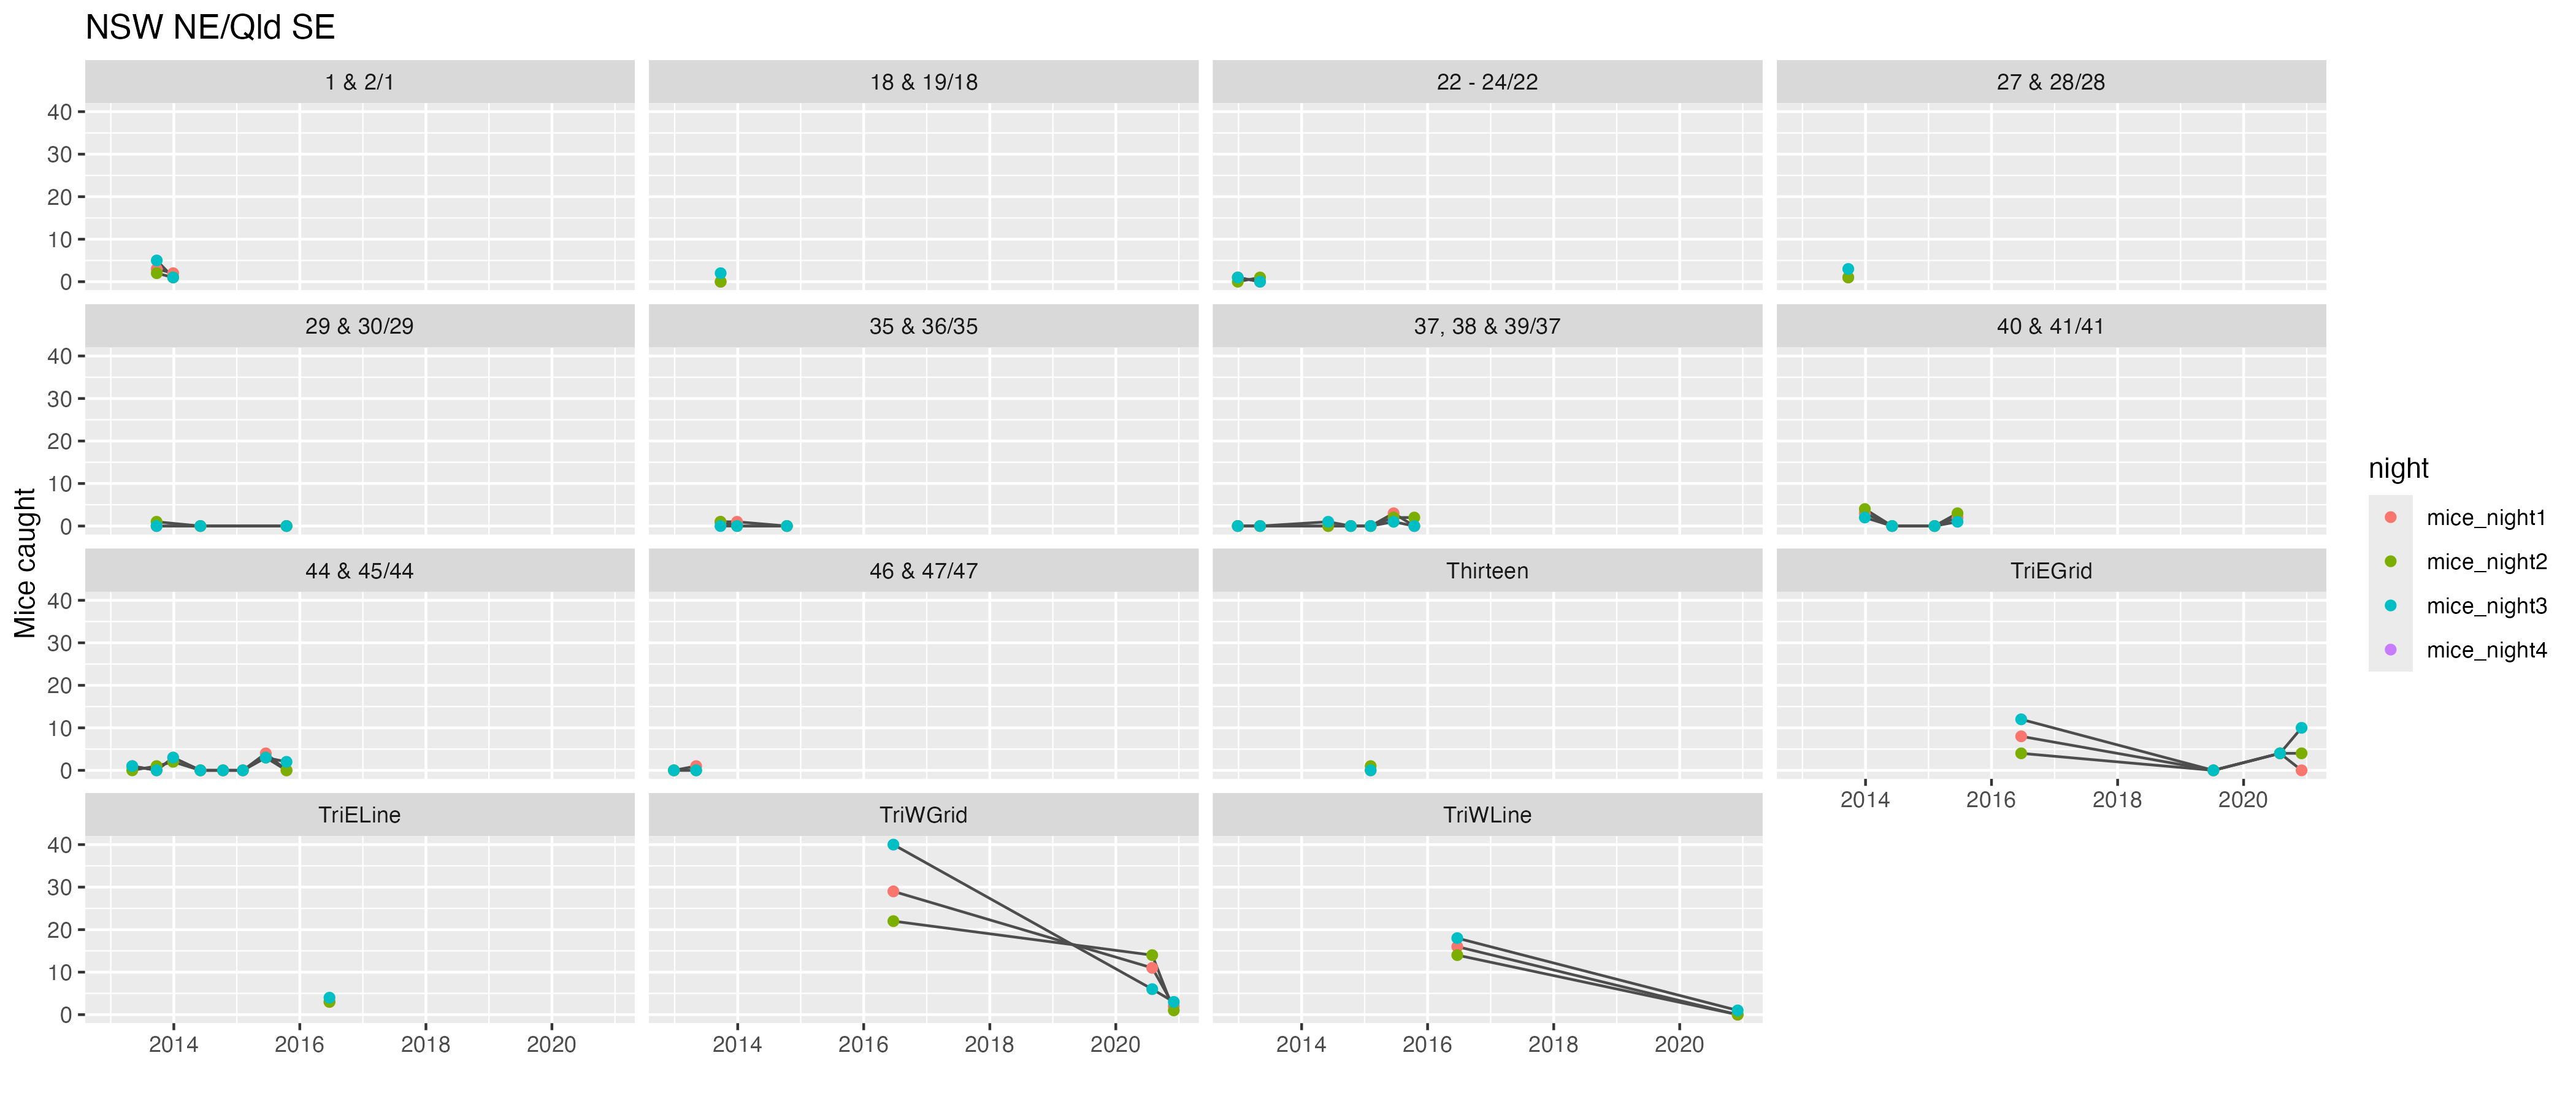 NSW NE/Qld SE
1 & 2/1
18 & 19/18
22 - 24/22
27 & 28/28
40
30
20
10
0
29 & 30/29
35 & 36/35
37, 38 & 39/37
40 & 41/41
40
30
20
10
0
Mice caught
44 & 45/44
46 & 47/47
Thirteen
TriEGrid
40
30
20
10
0
2014 2016 2018 2020
TriELine
TriWGrid
TriWLine
40
30
20
10
0
2014 2016 2018 2020
2014 2016 2018 2020
2014 2016 2018 2020
night
mice_night1
mice_night2
mice_night3
mice_night4